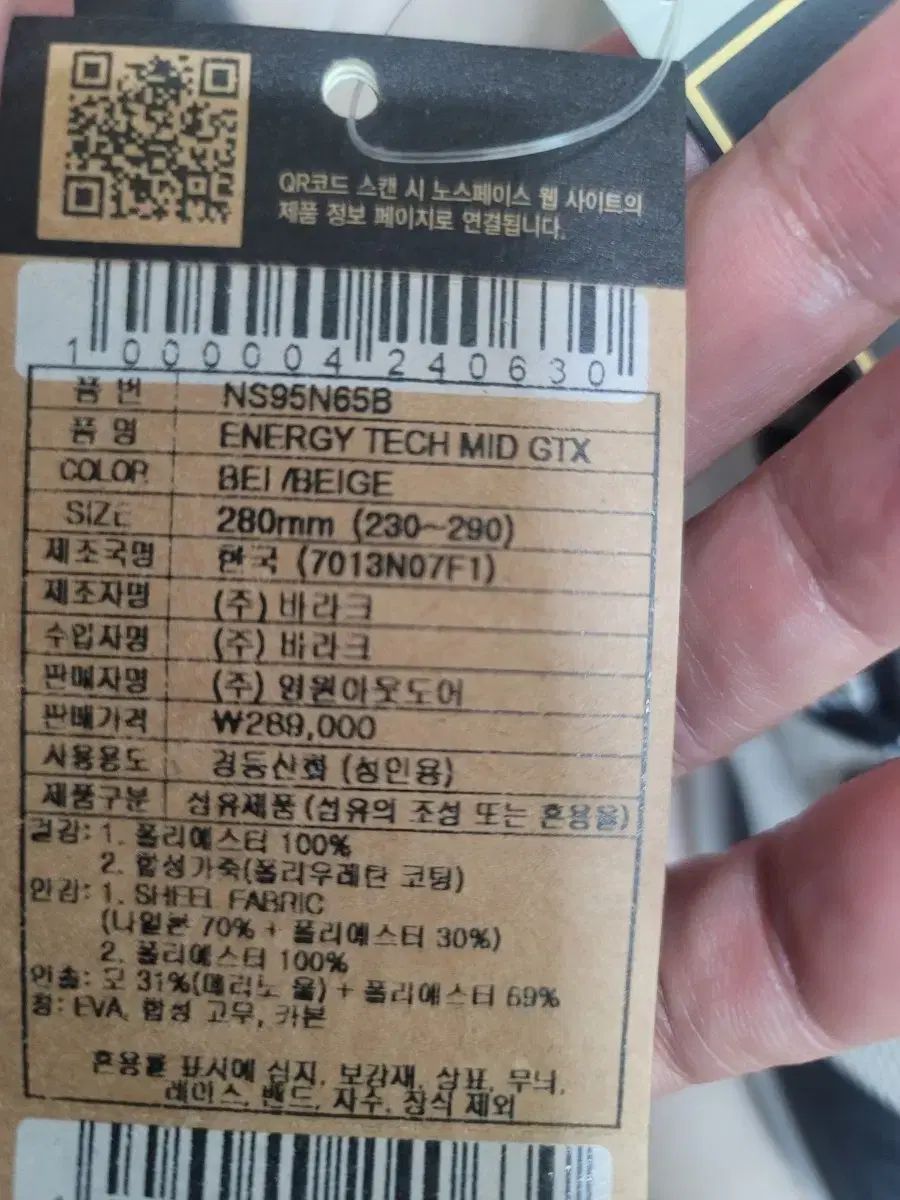 QR코드 스캔 시 노스페이스 웹 사이트의
제품 정보 페이지로 연결됩니다.
1000004240630
품 번 NS95N65B
품 명 ENERGY TECH MID GTX
COLOR BEI /BEIGE
SIZE 280mm (230~290)
제조국명 한국 (7013N07F1)
제조자명 (주) 바라크
수입자명 (주) 바라크
판매자명 (주) 영원아웃도어
판매가격 ₩289,000
사용용도 경등산화 (성인용)
제품구분 섬유제품 (섬유의 조성 또는 혼용율)
겉감: 1. 폴리에스터 100%
2. 합성가죽(폴리우레탄 코팅)
안감: 1. SHEEL FABRIC
(나일론 70% + 폴리에스터 30%)
2. 폴리에스터 100%
인솔: 모 31%(메리노 울) + 폴리에스터 69%
창: EVA, 합성 고무, 카본
혼용률 표시에 심지, 보강재, 상표, 무늬,
레이스, 밴드, 자수, 장식 제외